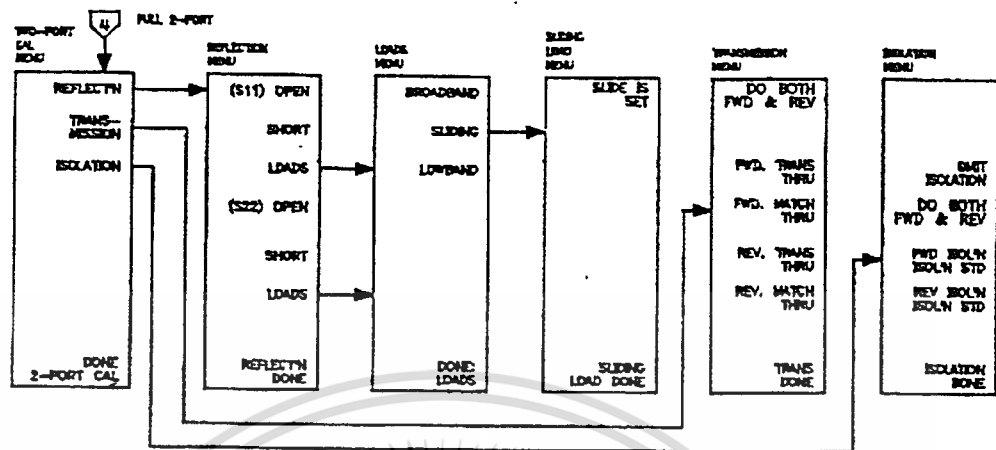 4
FULL 2-PORT
TWO-PORT
CAL
MENU
REFLECT'N
TRANS-
MISSION
ISOLATION
DONE
2-PORT CAL
REFLECTION
MENU
(S11) OPEN
SHORT
LOADS
(S22) OPEN
SHORT
LOADS
REFLECT'N
DONE
LOADS
MENU
BROADBAND
SLIDING
LOWBAND
DONE:
LOADS
SLIDING
LOAD
MENU
SLIDE IS
SET
SLIDING
LOAD DONE
TRANSMISSION
MENU
DO BOTH
FWD & REV
FWD. TRANS
THRU
FWD. MATCH
THRU
REV. TRANS
THRU
REV. MATCH
THRU
TRANS
DONE
ISOLATION
MENU
OMIT
ISOLATION
DO BOTH
FWD & REV
FWD ISOL'N
ISOL'N STD
REV ISOL'N
ISOL'N STD
ISOLATION
DONE